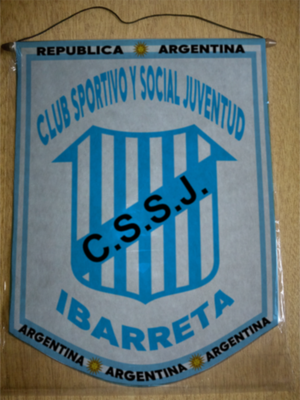 REPUBLICA ARGENTINA
CLUB SPORTIVO Y SOCIAL JUVENTUD
C.S.S.J.
IBARRETA
ARGENTINA ARGENTINA ARGENTINA